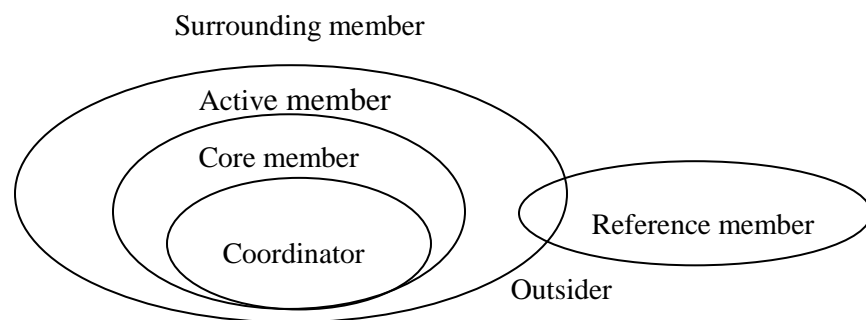 Surrounding member
Active member
Core member
Reference member
Coordinator
Outsider